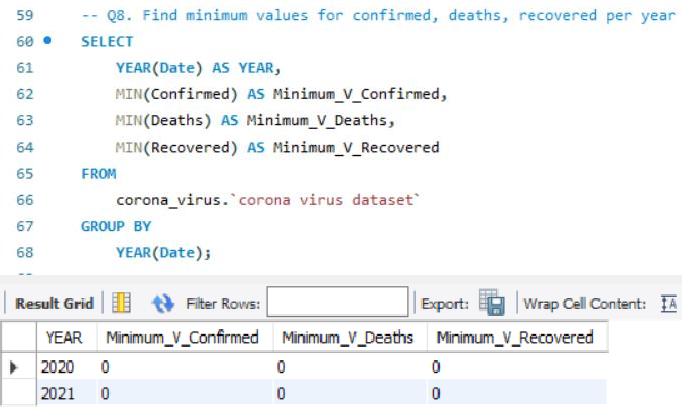 59 -- Q8. Find minimum values for confirmed, deaths, recovered per year
60 SELECT
61 YEAR(Date) AS YEAR,
62 MIN(Confirmed) AS Minimum_V_Confirmed,
63 MIN(Deaths) AS Minimum_V_Deaths,
64 MIN(Recovered) AS Minimum_V_Recovered
65 FROM
66 corona_virus.`corona virus dataset`
67 GROUP BY
68 YEAR(Date);
Result Grid Filter Rows: Export: Wrap Cell Content:
YEAR Minimum_V_Confirmed Minimum_V_Deaths Minimum_V_Recovered
2020 0 0 0
2021 0 0 0